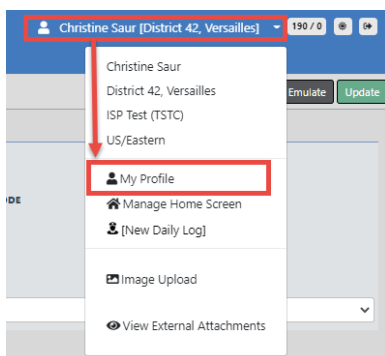 Christine Saur [District 42, Versailles] 190 / 0
Christine Saur
District 42, Versailles
ISP Test (TSTC)
US/Eastern
Emulate Update
My Profile
ODE
Manage Home Screen
[New Daily Log]
Image Upload
View External Attachments